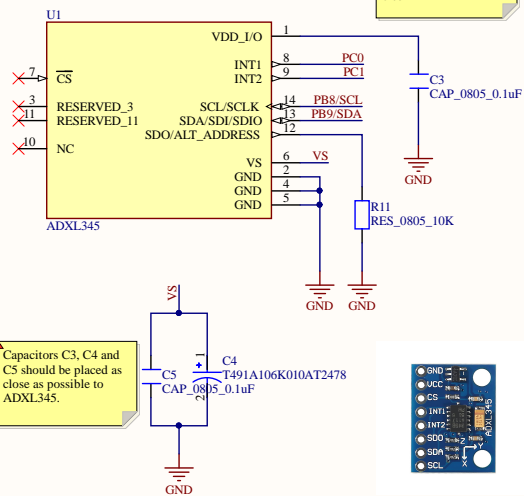 U1
VDD_I/O
1
INT1
8
PC0
INT2
9
PC1
7
CS
3
RESERVED_3
11
RESERVED_11
10
NC
SCL/SCLK
14
PB8/SCL
SDA/SDI/SDIO
13
PB9/SDA
SDO/ALT_ADDRESS
12
VS
6
VS
GND
2
GND
4
GND
5
ADXL345
C3
CAP_0805_0.1uF
GND
R11
RES_0805_10K
GND
GND
VS
Capacitors C3, C4 and
C5 should be placed as
close as possible to
ADXL345.
C5
CAP_0805_0.1uF
1
+
2
C4
T491A106K010AT2478
GND
GND
VCC
CS
INT1
INT2
SDO
SDA
SCL
ADXL345
Z
Y
X